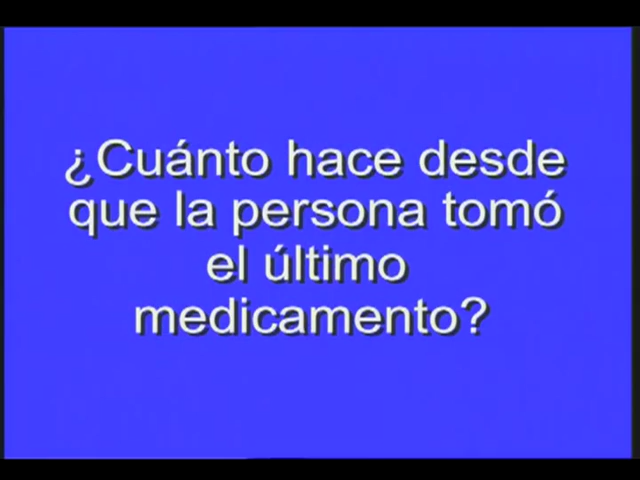 ¿Cuánto hace desde
que la persona tomó
el último
medicamento?